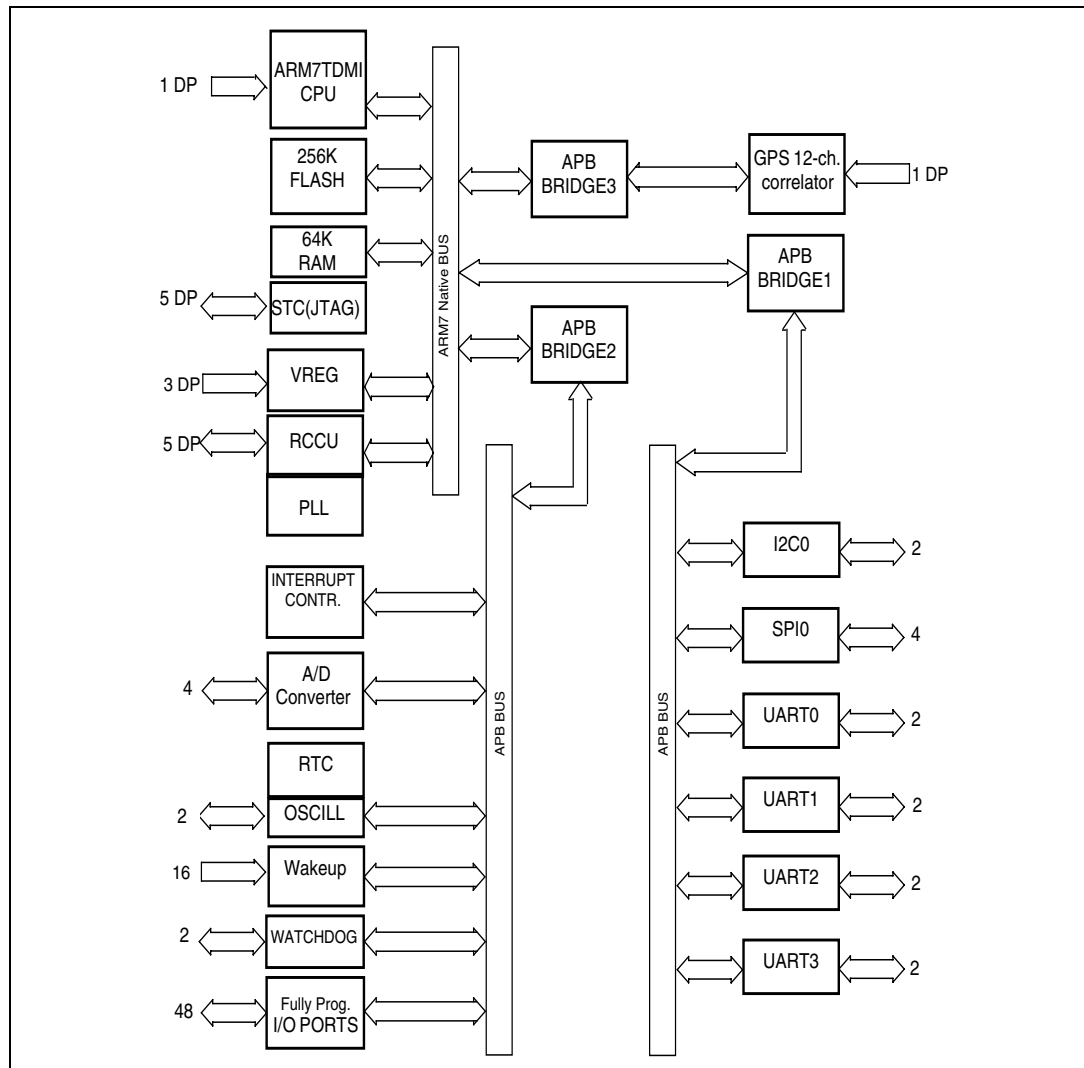 1 DP
ARM7TDMI
CPU
256K
FLASH
64K
RAM
5 DP
STC(JTAG)
3 DP
VREG
5 DP
RCCU
PLL
ARM7 Native BUS
APB
BRIDGE3
GPS 12-ch.
correlator
1 DP
APB
BRIDGE1
APB
BRIDGE2
INTERRUPT
CONTR.
4
A/D
Converter
RTC
2
OSCILL
16
Wakeup
2
WATCHDOG
48
Fully Prog.
I/O PORTS
APB BUS
APB BUS
I2C0
2
SPI0
4
UART0
2
UART1
2
UART2
2
UART3
2